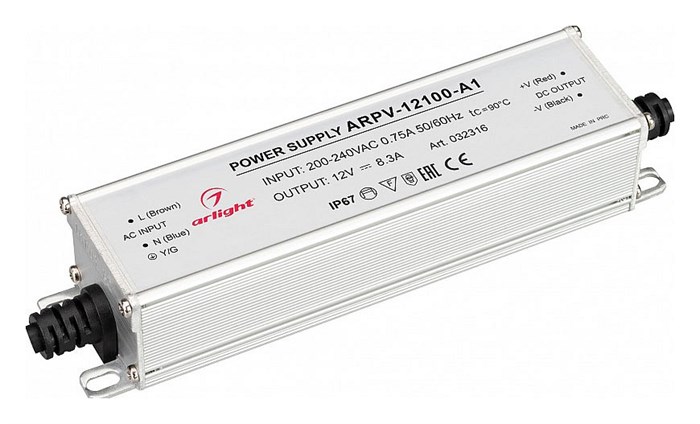 POWER SUPPLY ARPV-12100-A1
INPUT: 200-240VAC 0.75A 50/60Hz tc=90°C
OUTPUT: 12V ⎓ 8.3A Art. 032316
IP67 F EAC CE
arlight
L (Brown)
AC INPUT
N (Blue)
Y/G
+V (Red)
DC OUTPUT
-V (Black)
MADE IN PRC